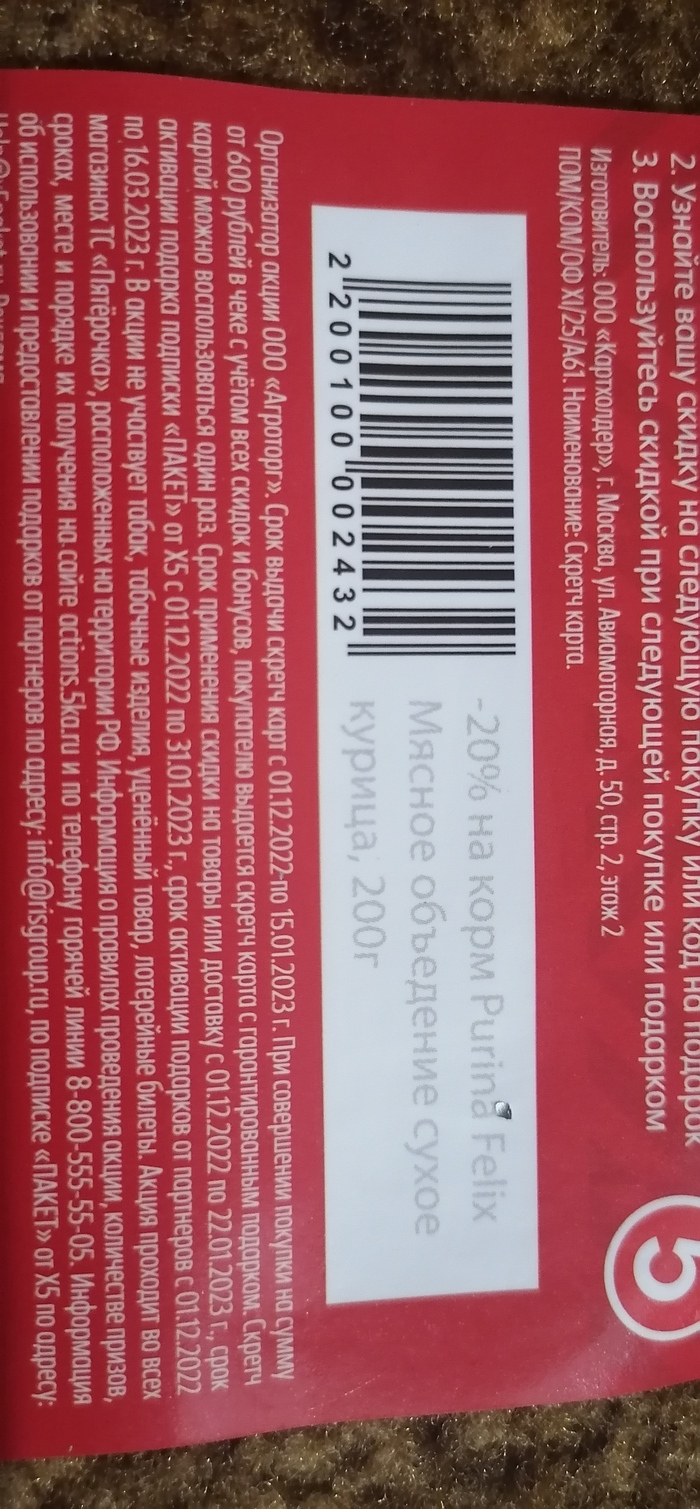 2. Узнайте вашу скидку на следующую покупку или код на подарок
3. Воспользуйтесь скидкой при следующей покупке или подарком
Изготовитель: ООО «Картхолдер», г. Москва, ул. Авиамоторная, д. 50, стр. 2, этаж 2
ПОМ/КОМ/ОФ XI/25/А61. Наименование: Скретч карта.
5
-20% на корм Purina Felix
Мясное объедение сухое
курица, 200г
2 200100 002432
Организатор акции ООО «Агроторг». Срок выдачи скретч карт с 01.12.2022-по 15.01.2023 г. При совершении покупки на сумму
от 600 рублей в чеке с учётом всех скидок и бонусов, покупателю выдается скретч карта с гарантированным подарком. Скретч
картой можно воспользоваться один раз. Срок применения скидки на товары или доставку с 01.12.2022 по 22.01.2023 г., срок
активации подарка подписки «ПАКЕТ» от X5 с 01.12.2022 по 31.01.2023 г., срок активации подарков от партнеров с 01.12.2022
по 16.03.2023 г. В акции не участвует табак, табачные изделия, уценённый товар, лотерейные билеты. Акция проходит во всех
магазинах ТС «Пятёрочка», расположенных на территории РФ. Информация о правилах проведения акции, количестве призов,
сроках, месте и порядке их получения на сайте actions.5ka.ru и по телефону горячей линии 8-800-555-55-05. Информация
об использовании и предоставлении подарков от партнеров по адресу: info@risgroup.ru, по подписке «ПАКЕТ» от X5 по адресу: